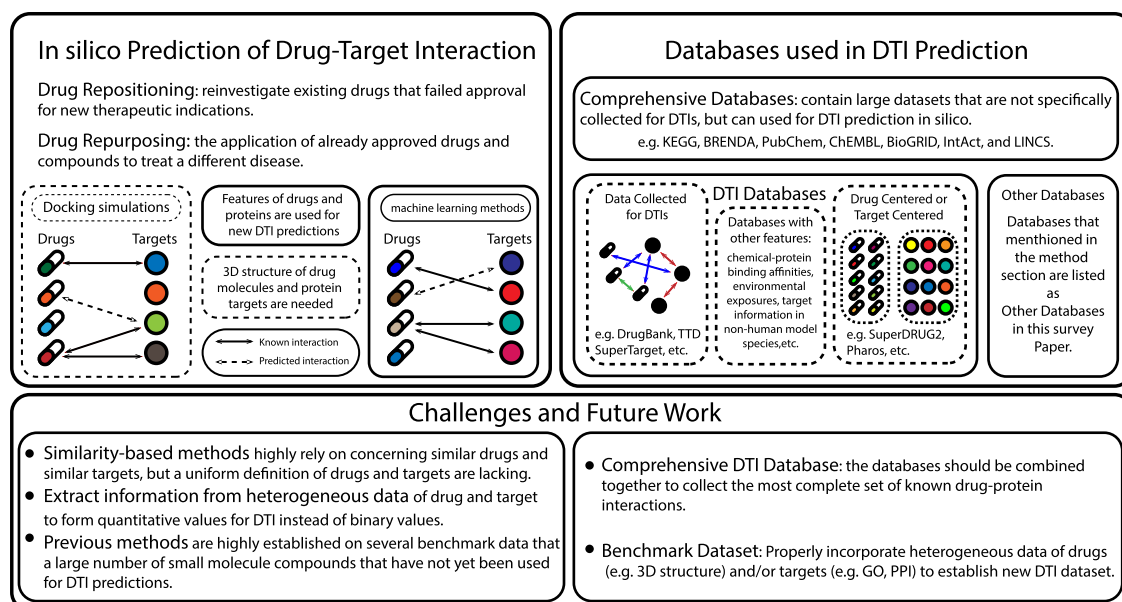 In silico Prediction of Drug-Target Interaction
Drug Repositioning: reinvestigate existing drugs that failed approval
for new therapeutic indications.
Drug Repurposing: the application of already approved drugs and
compounds to treat a different disease.
Docking simulations
Drugs
Targets
Features of drugs and
proteins are used for
new DTI predictions
3D structure of drug
molecules and protein
targets are needed
Known interaction
Predicted interaction
machine learning methods
Drugs
Targets
Databases used in DTI Prediction
Comprehensive Databases: contain large datasets that are not specifically
collected for DTIs, but can used for DTI prediction in silico.
e.g. KEGG, BRENDA, PubChem, ChEMBL, BioGRID, IntAct, and LINCS.
DTI Databases
Data Collected
for DTIs
e.g. DrugBank, TTD
SuperTarget, etc.
Databases with
other features:
chemical-protein
binding affinities,
environmental
exposures, target
information in
non-human model
species,etc.
Drug Centered or
Target Centered
e.g. SuperDRUG2,
Pharos, etc.
Other Databases
Databases that
menthioned in
the method
section are listed
as
Other Databases
in this survey
Paper.
Challenges and Future Work
• Similarity-based methods highly rely on concerning similar drugs and
similar targets, but a uniform definition of drugs and targets are lacking.
• Extract information from heterogeneous data of drug and target
to form quantitative values for DTI instead of binary values.
• Previous methods are highly established on several benchmark data that
a large number of small molecule compounds that have not yet been used
for DTI predictions.
• Comprehensive DTI Database: the databases should be combined
together to collect the most complete set of known drug-protein
interactions.
• Benchmark Dataset: Properly incorporate heterogeneous data of drugs
(e.g. 3D structure) and/or targets (e.g. GO, PPI) to establish new DTI dataset.